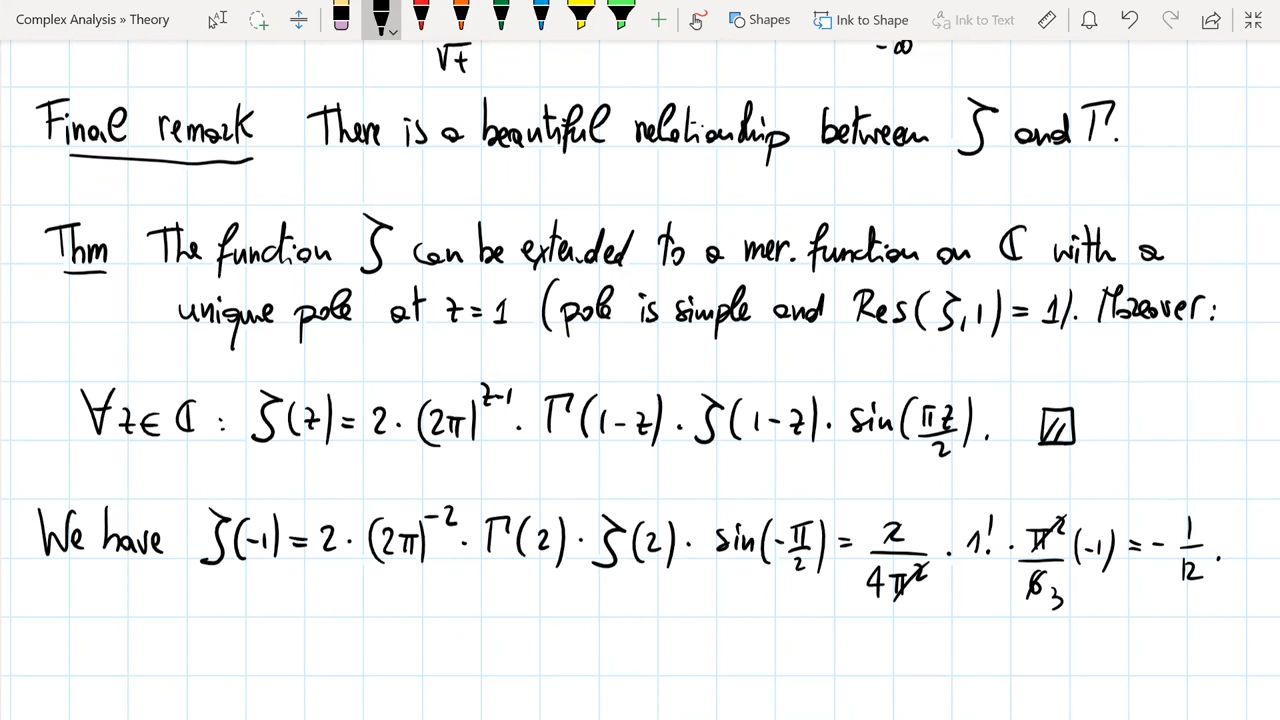 Complex Analysis » Theory
Shapes
Ink to Shape
Ink to Text
√t
-∞
Final remark There is a beautiful relationship between ζ and Γ.
Thm The function ζ can be extended to a mer. function on ℂ with a
unique pole at z=1 (pole is simple and Res(ζ,1)=1). Moreover:
∀z∈ℂ: ζ(z)=2·(2π)^{z-1}·Γ(1-z)·ζ(1-z)·sin(πz/2).
We have ζ(-1)=2·(2π)^{-2}·Γ(2)·ζ(2)·sin(-π/2)=2/4π²·1!·π²/6 3(-1)=-1/12.